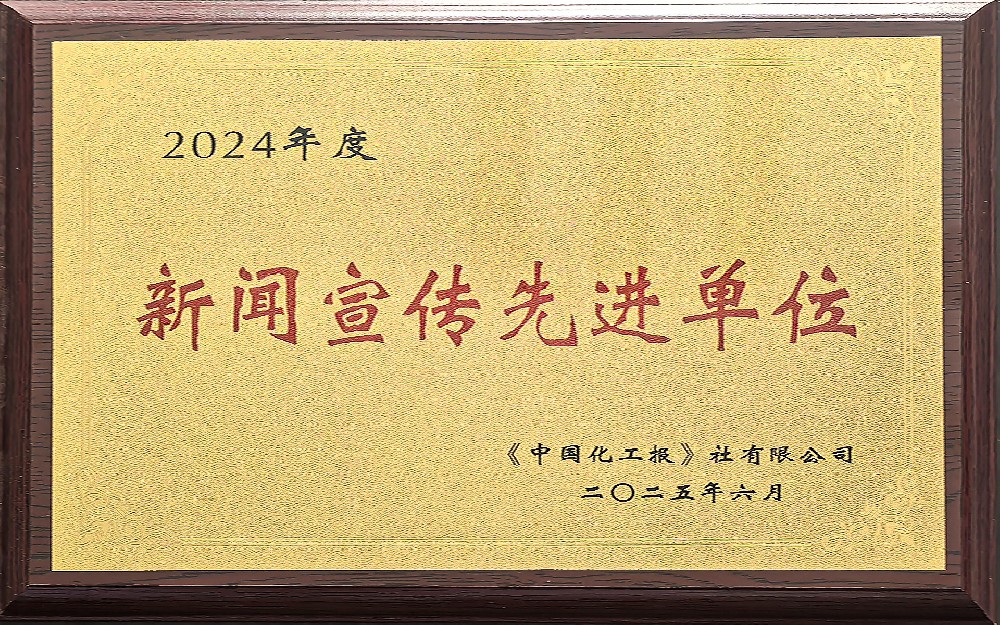 2024年度
新闻宣传先进单位
《中国化工报》社有限公司
二〇二五年六月